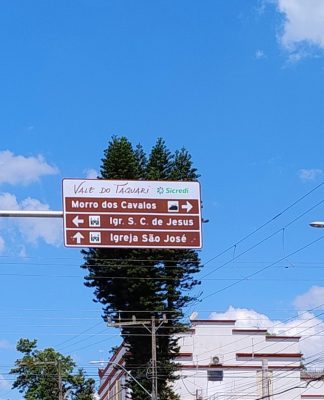 Vale do Taquari Sicredi
Morro dos Cavalos
Igr. S. C. de Jesus
Igreja São José